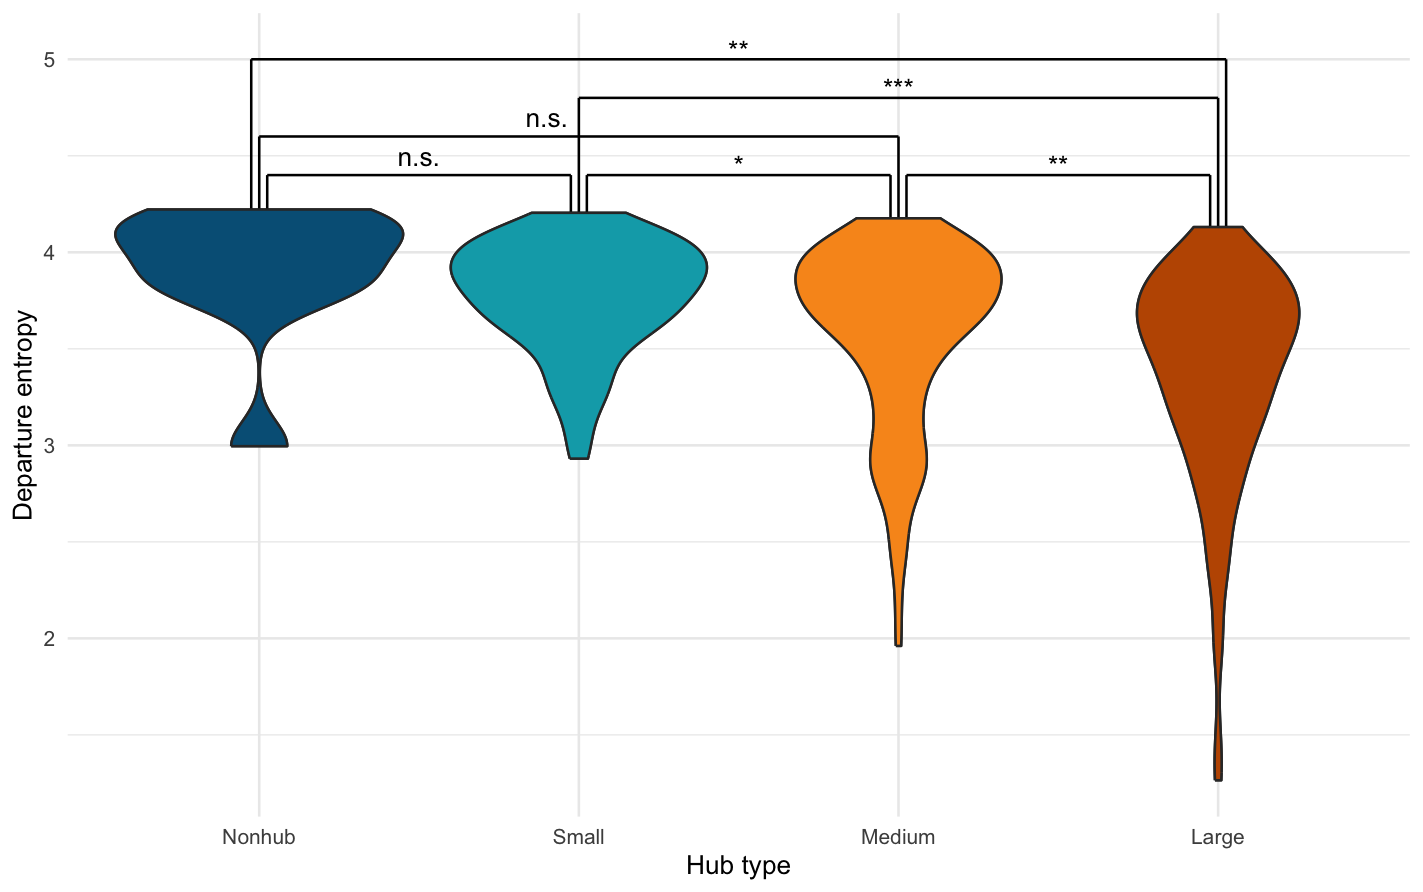 **
5
***
n.s.
n.s.
*
**
4
3
2
Departure entropy
Nonhub
Small
Medium
Large
Hub type